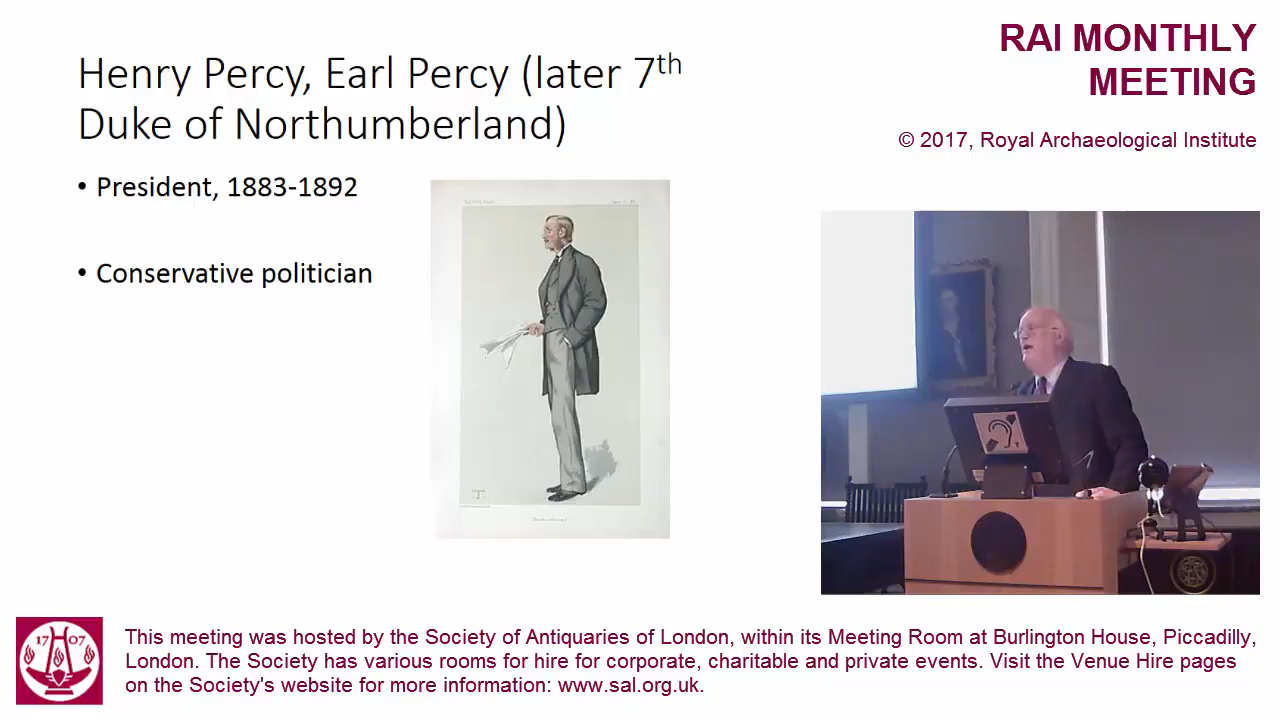 Henry Percy, Earl Percy (later 7th
Duke of Northumberland)
• President, 1883-1892
• Conservative politician
RAI MONTHLY
MEETING
© 2017, Royal Archaeological Institute
T
17 07
This meeting was hosted by the Society of Antiquaries of London, within its Meeting Room at Burlington House, Piccadilly,
London. The Society has various rooms for hire for corporate, charitable and private events. Visit the Venue Hire pages
on the Society's website for more information: www.sal.org.uk.